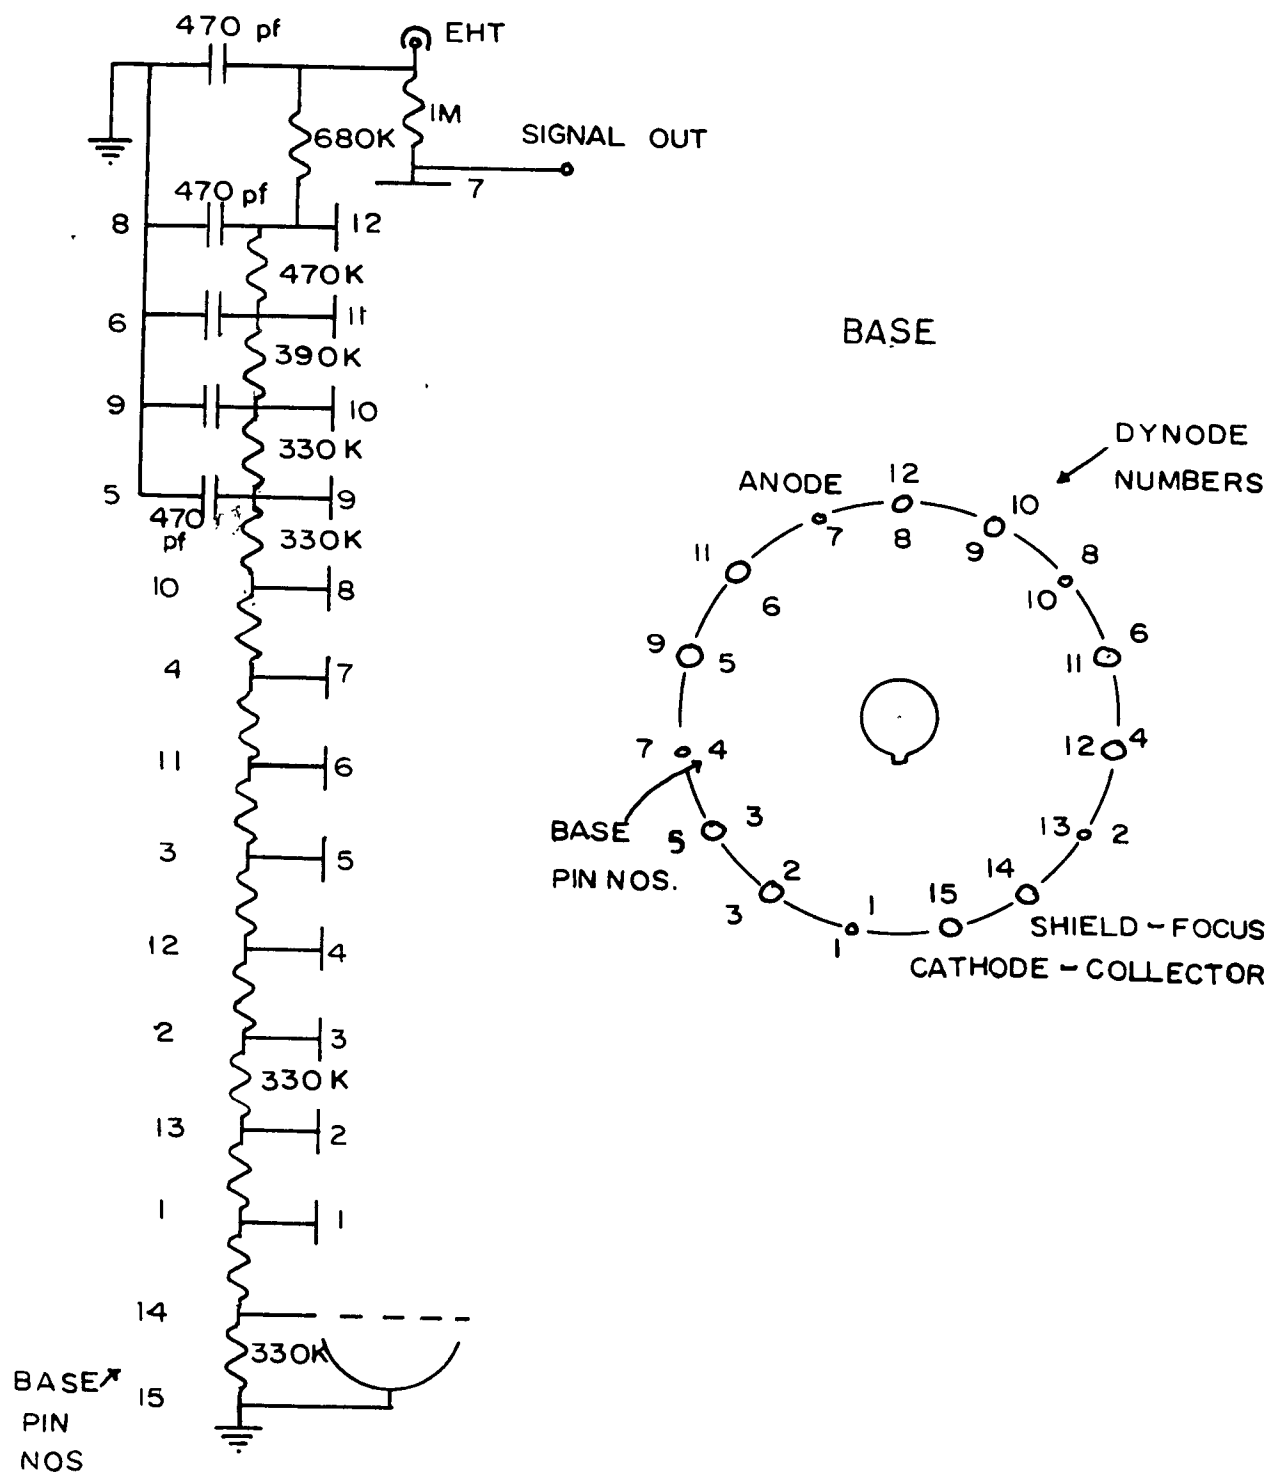 470 pf
EHT
1M
680K
SIGNAL OUT
7
470 pf
8
12
470K
6
11
390K
9
10
330K
5
9
470
pf
330K
10
8
4
7
11
6
3
5
12
4
2
3
330K
13
2
1
1
14
330K
15
BASE
PIN
NOS
BASE
DYNODE
NUMBERS
ANODE
12
10
7
8
9
11
8
6
10
9
5
6
11
7
4
12
4
BASE
PIN NOS.
3
5
13
2
2
3
14
1
1
15
SHIELD - FOCUS
CATHODE - COLLECTOR